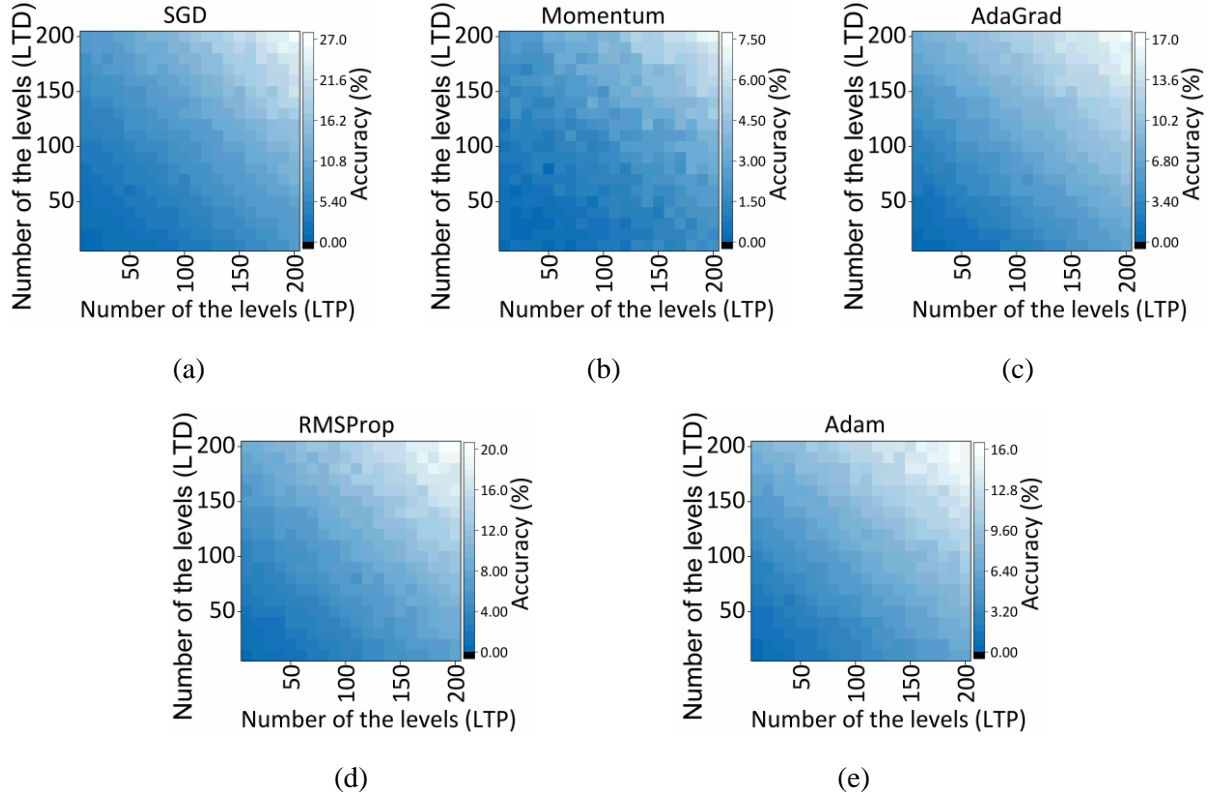 SGD
Number of the levels (LTD)
200
150
100
50
50
100
150
200
Number of the levels (LTP)
27.0
21.6
16.2
10.8
5.40
0.00
Accuracy (%)
(a)
Momentum
Number of the levels (LTD)
200
150
100
50
50
100
150
200
Number of the levels (LTP)
7.50
6.00
4.50
3.00
1.50
0.00
Accuracy (%)
(b)
AdaGrad
Number of the levels (LTD)
200
150
100
50
50
100
150
200
Number of the levels (LTP)
17.0
13.6
10.2
6.80
3.40
0.00
Accuracy (%)
(c)
RMSProp
Number of the levels (LTD)
200
150
100
50
50
100
150
200
Number of the levels (LTP)
20.0
16.0
12.0
8.00
4.00
0.00
Accuracy (%)
(d)
Adam
Number of the levels (LTD)
200
150
100
50
50
100
150
200
Number of the levels (LTP)
16.0
12.8
9.60
6.40
3.20
0.00
Accuracy (%)
(e)